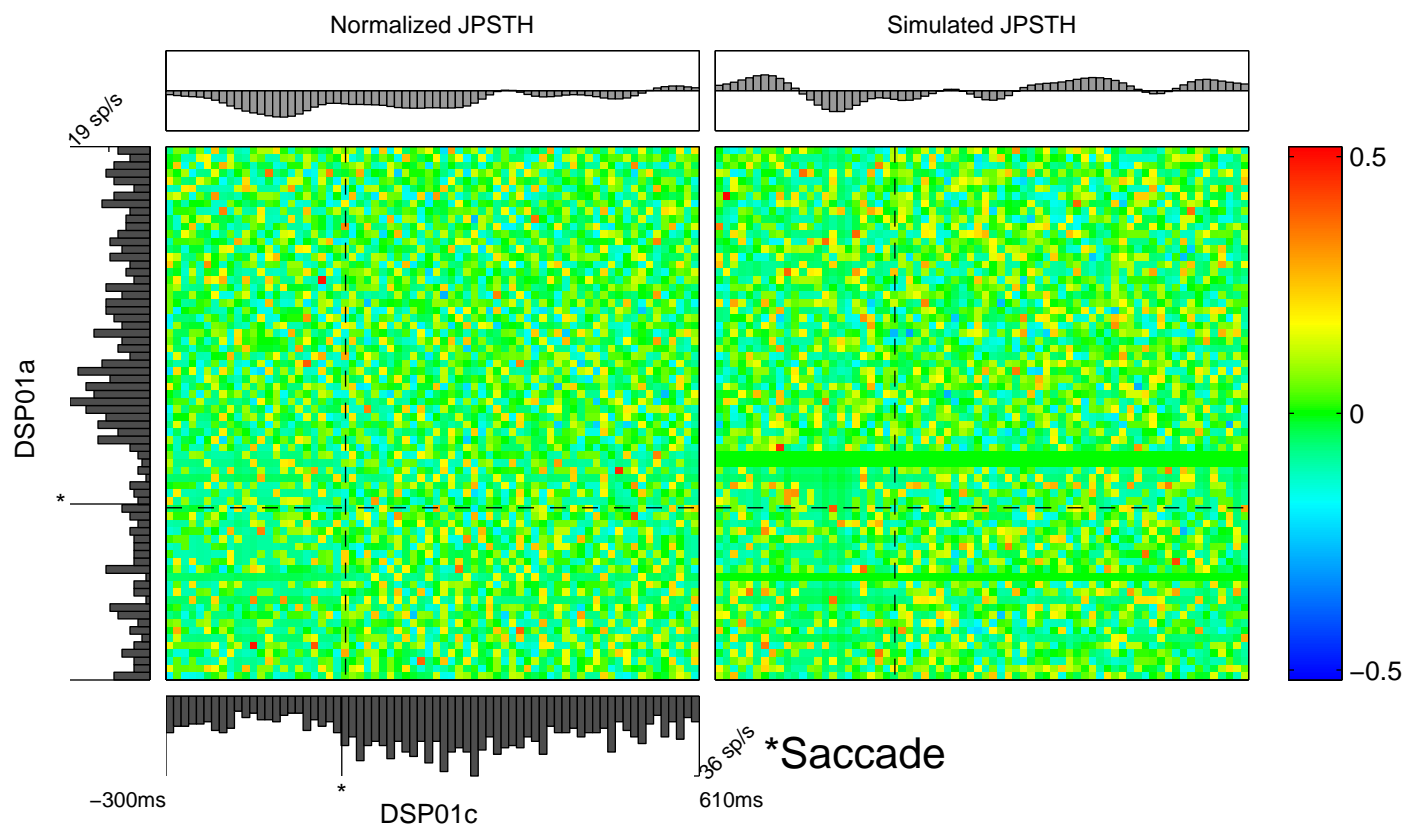 Normalized JPSTH
Simulated JPSTH
19 sp/s
0.5
DSP01a
0
*
−0.5
36 sp/s
*Saccade
−300ms
*
610ms
DSP01c